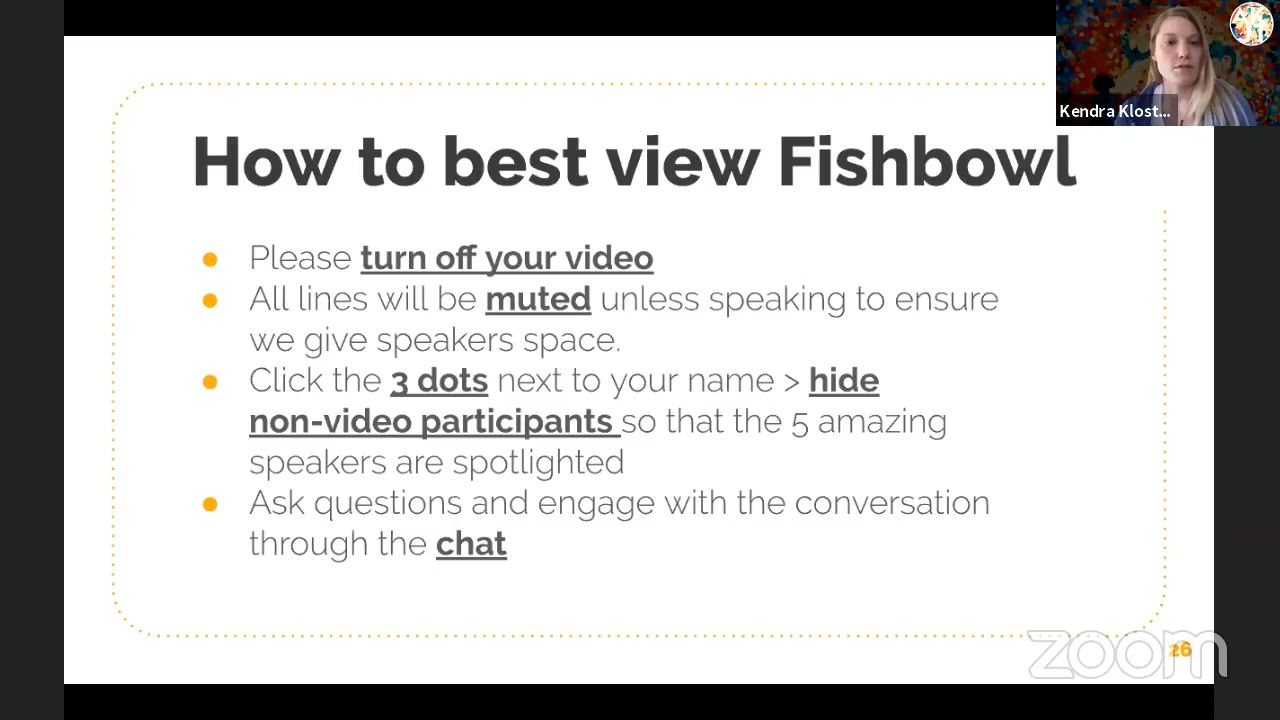 How to best view Fishbowl
● Please turn off your video
● All lines will be muted unless speaking to ensure
we give speakers space.
● Click the 3 dots next to your name > hide
non-video participants so that the 5 amazing
speakers are spotlighted
● Ask questions and engage with the conversation
through the chat
Kendra Klost...
zoom
26